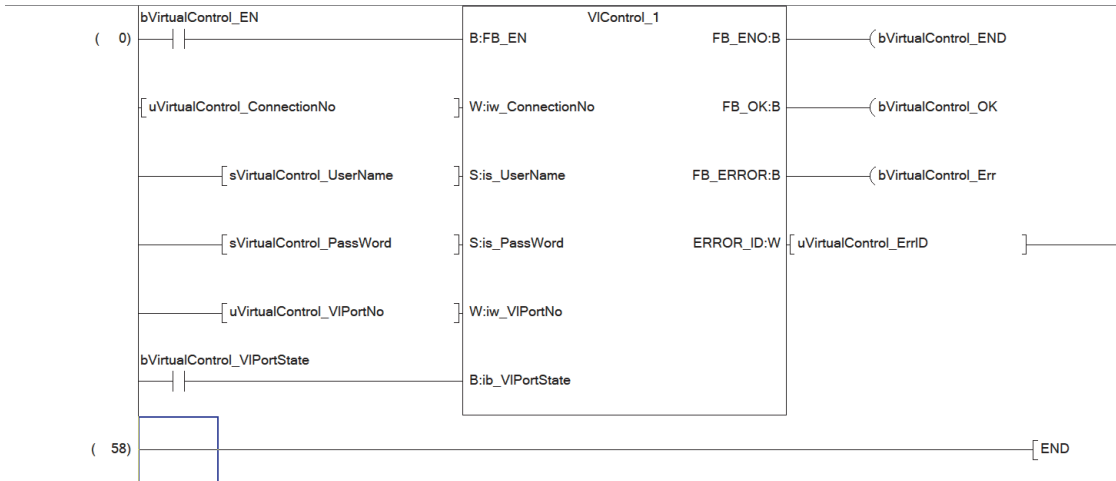 bVirtualControl_EN VIControl_1
( 0) B:FB_EN FB_ENO:B bVirtualControl_END
uVirtualControl_ConnectionNo W:iw_ConnectionNo FB_OK:B bVirtualControl_OK
sVirtualControl_UserName S:is_UserName FB_ERROR:B bVirtualControl_Err
sVirtualControl_PassWord S:is_PassWord ERROR_ID:W uVirtualControl_ErrID
uVirtualControl_VIPortNo W:iw_VIPortNo
bVirtualControl_VIPortState
B:ib_VIPortState
( 58) END